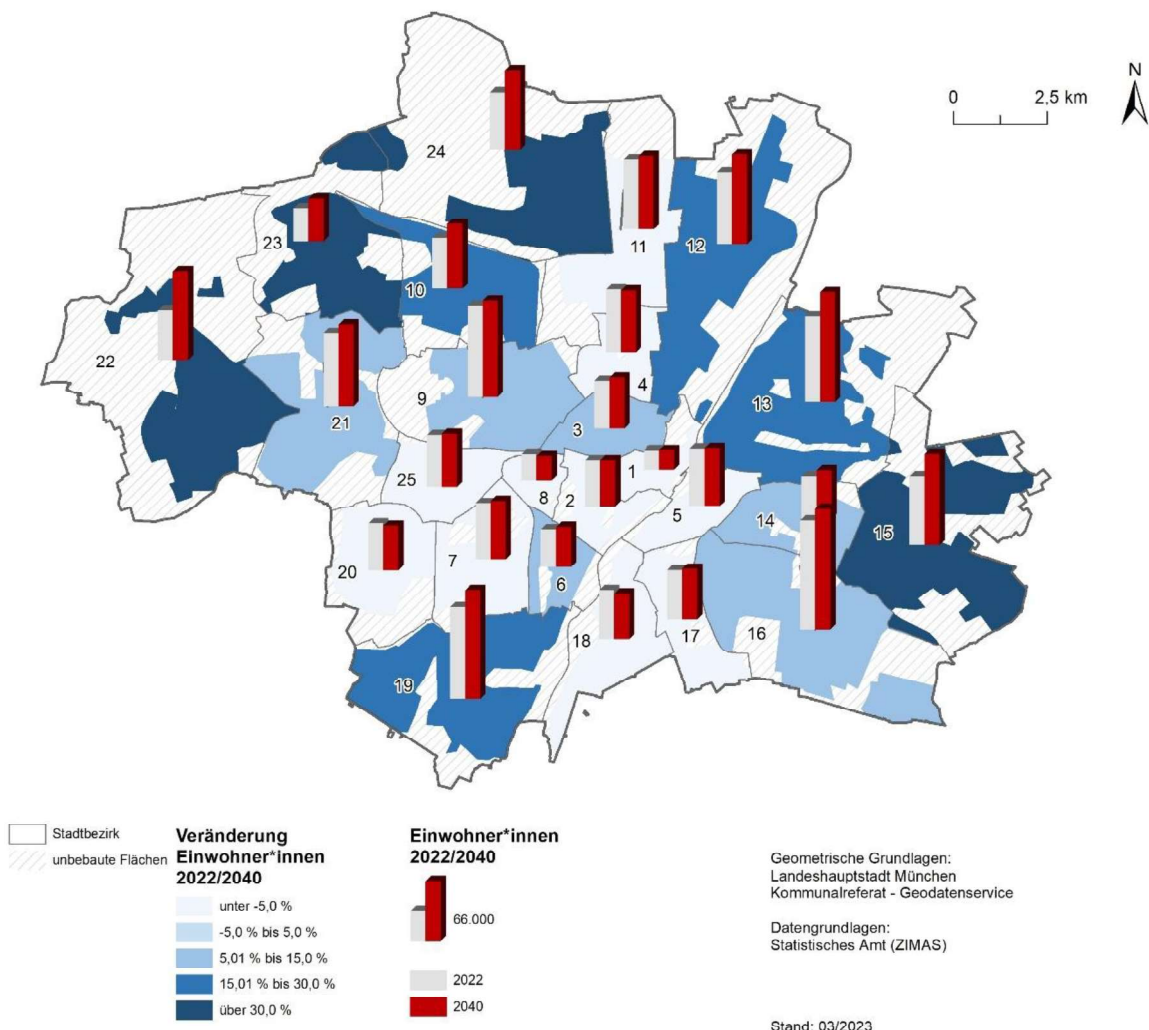 N
0 2,5 km
24
23
11
12
10
22
4
9
13
21
3
25
1
8
2
5
14
15
20
7
6
18
17
16
19
Stadtbezirk
unbebaute Flächen
Veränderung
Einwohner*innen
2022/2040
unter -5,0 %
-5,0 % bis 5,0 %
5,01 % bis 15,0 %
15,01 % bis 30,0 %
über 30,0 %
Einwohner*innen
2022/2040
66.000
2022
2040
Geometrische Grundlagen:
Landeshauptstadt München
Kommunalreferat - Geodatenservice
Datengrundlagen:
Statistisches Amt (ZIMAS)
Stand: 03/2023